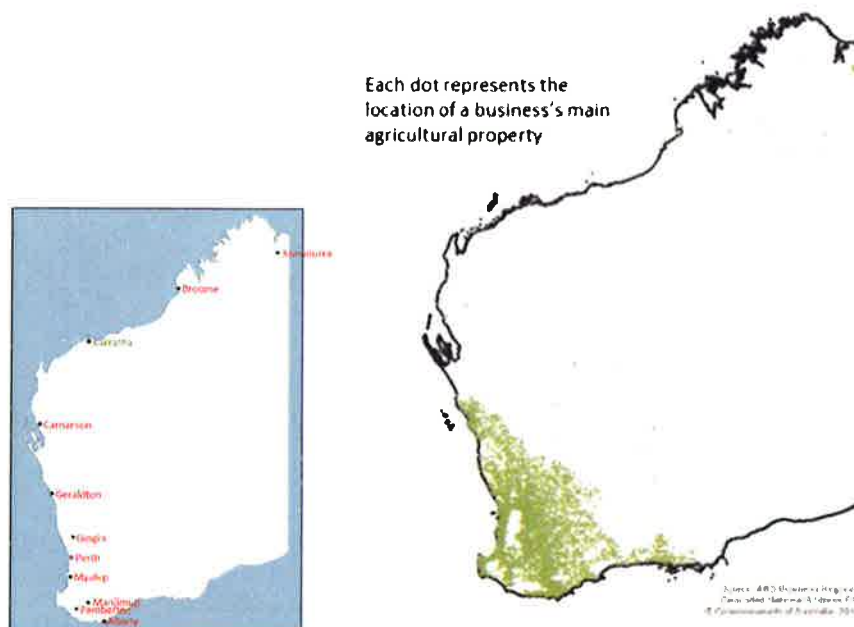 Each dot represents the
location of a business's main
agricultural property
Kununurra
Broome
Karratha
Carnarvon
Geraldton
Gingin
Perth
Manjimup
Pemberton
Albany